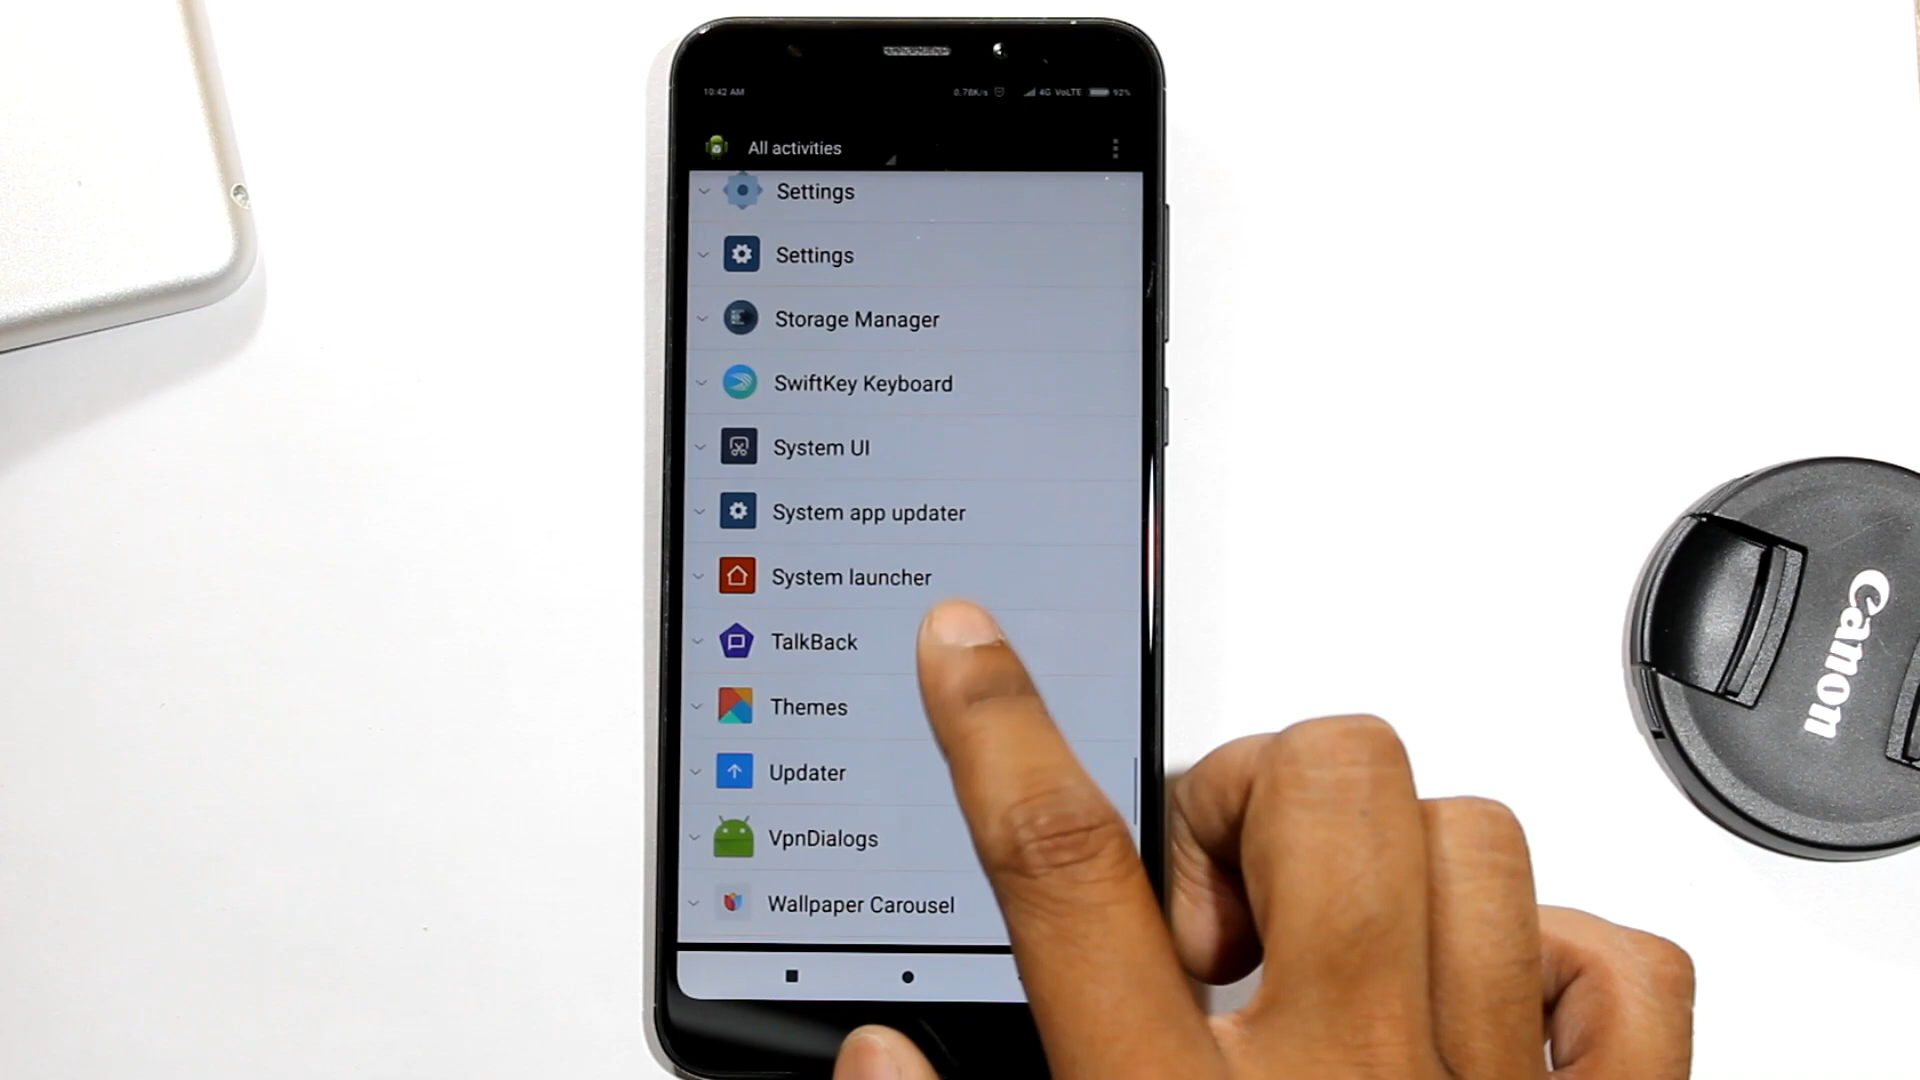 10:42 AM 0.78K/s 4G VoLTE 92%
All activities
Settings
Settings
Storage Manager
SwiftKey Keyboard
System UI
System app updater
System launcher
TalkBack
Themes
Updater
VpnDialogs
Wallpaper Carousel
Canon